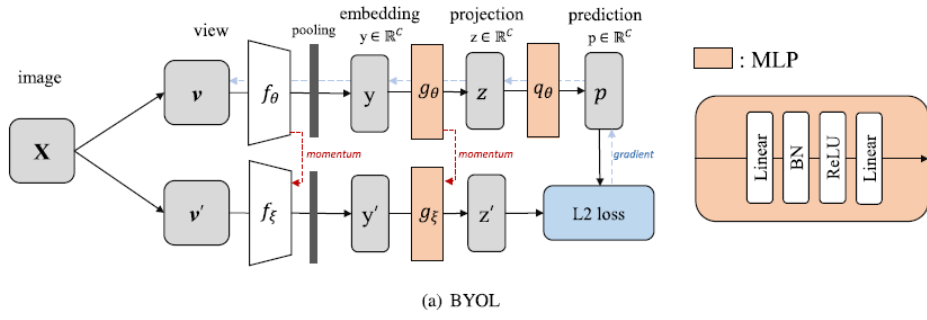 embedding
y ∈ ℝ^C
projection
z ∈ ℝ^C
prediction
p ∈ ℝ^C
view
pooling
image
: MLP
X
v
f_θ
y
g_θ
z
q_θ
p
momentum
momentum
gradient
v′
f_ξ
y′
g_ξ
z′
L2 loss
Linear
BN
ReLU
Linear
(a) BYOL